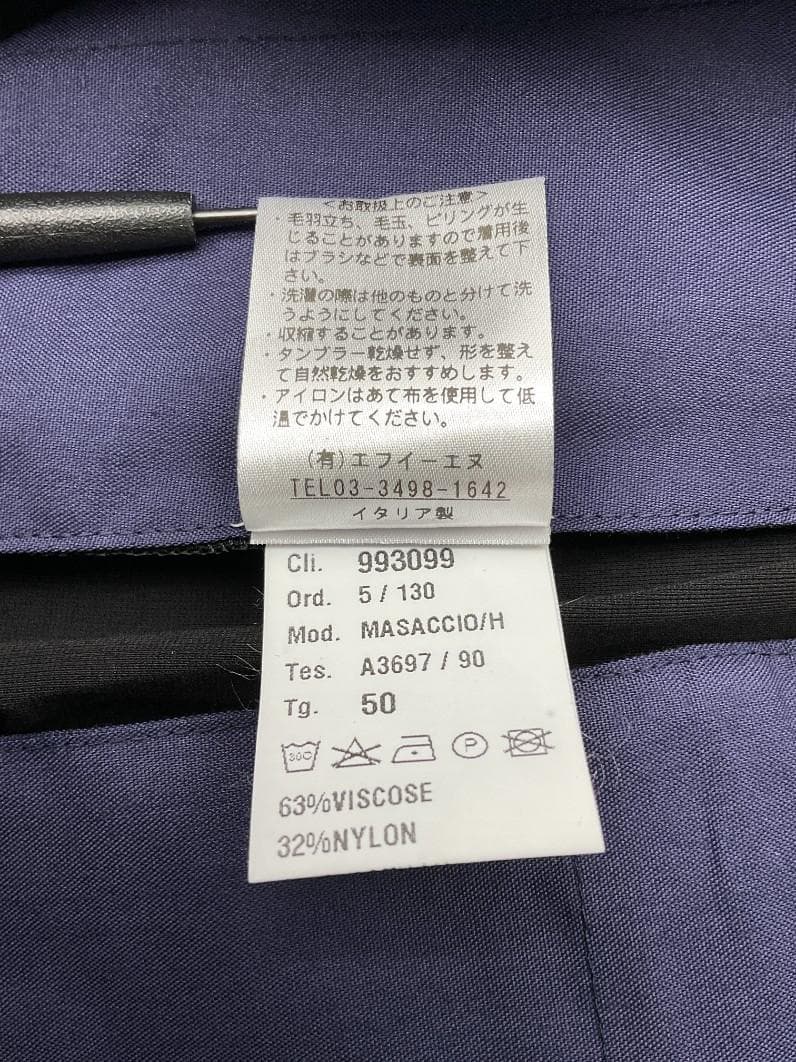 <お取扱上のご注意>
・毛羽立ち、毛玉、ピリングが生
じることがありますので着用後
はブラシなどで表面を整えて下
さい。
・洗濯の際は他のものと分けて洗
うようにしてください。
・収縮することがあります。
・タンブラー乾燥せず、形を整え
て自然乾燥をおすすめします。
・アイロンはあて布を使用して低
温でかけてください。
(有)エフイーエヌ
TEL03-3498-1642
イタリア製
Cli. 993099
Ord. 5 / 130
Mod. MASACCIO/H
Tes. A3697 / 90
Tg. 50
30C P
63%VISCOSE
32%NYLON